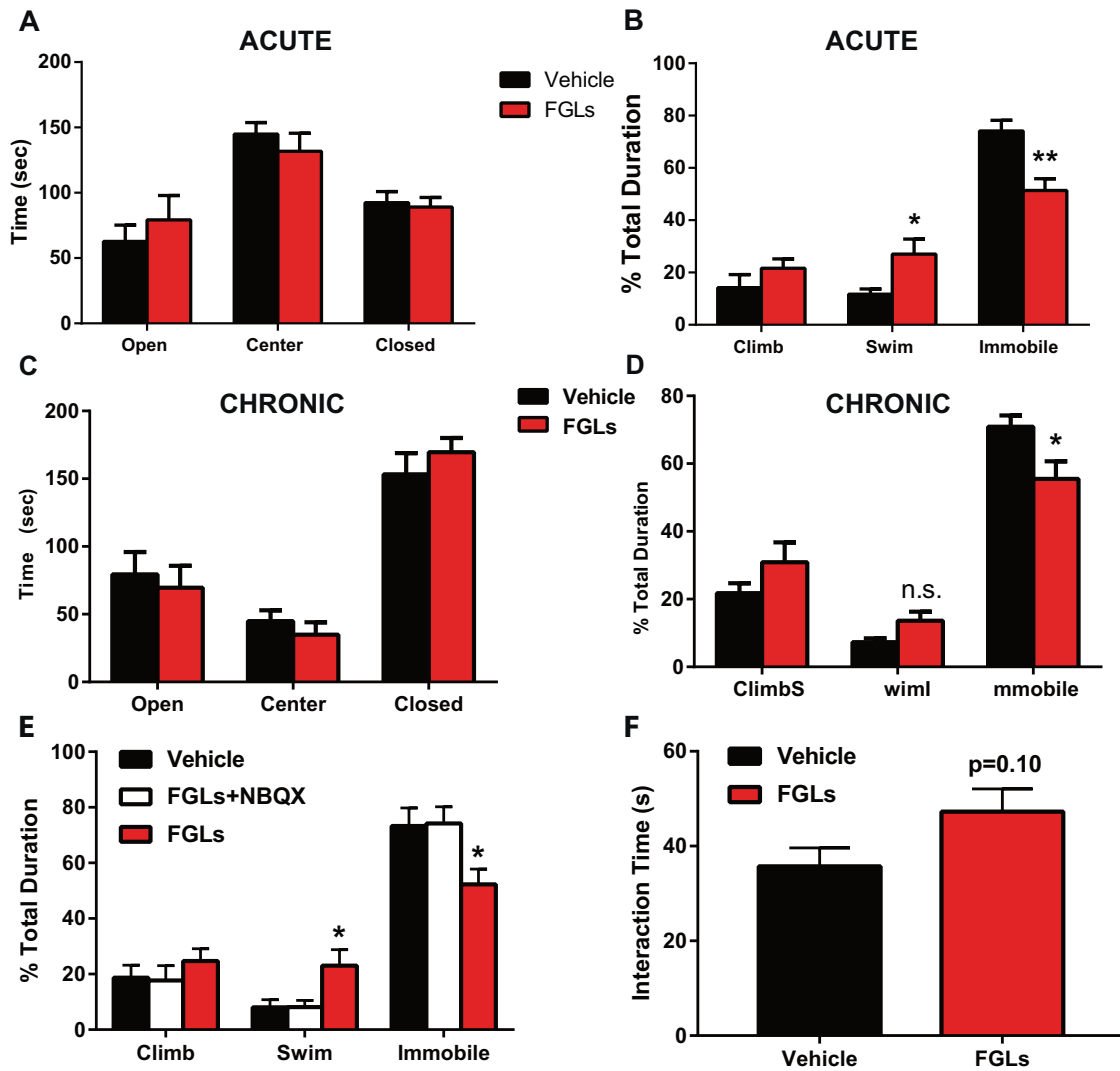 A
ACUTE
Time (sec)
200
150
100
50
0
Open Center Closed
Vehicle
FGLs
B
ACUTE
% Total Duration
100
80
60
40
20
0
*
**
Climb Swim Immobile
C
CHRONIC
Time (sec)
200
150
100
50
0
Open Center Closed
Vehicle
FGLs
D
CHRONIC
% Total Duration
80
60
40
20
0
n.s.
*
ClimbS wimI mmobile
E
% Total Duration
100
80
60
40
20
0
Vehicle
FGLs+NBQX
FGLs
*
*
Climb Swim Immobile
F
Interaction Time (s)
60
40
20
0
Vehicle
FGLs
p=0.10
Vehicle FGLs